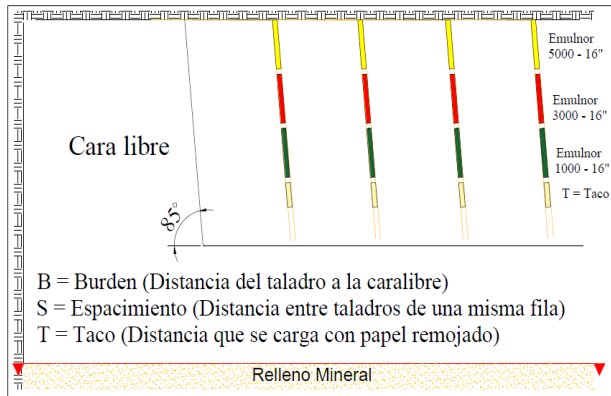 Emulnor
5000 - 16"
Emulnor
3000 - 16"
Cara libre
Emulnor
1000 - 16"
T = Taco
85°
B = Burden (Distancia del taladro a la caralibre)
S = Espacimiento (Distancia entre taladros de una misma fila)
T = Taco (Distancia que se carga con papel remojado)
Relleno Mineral